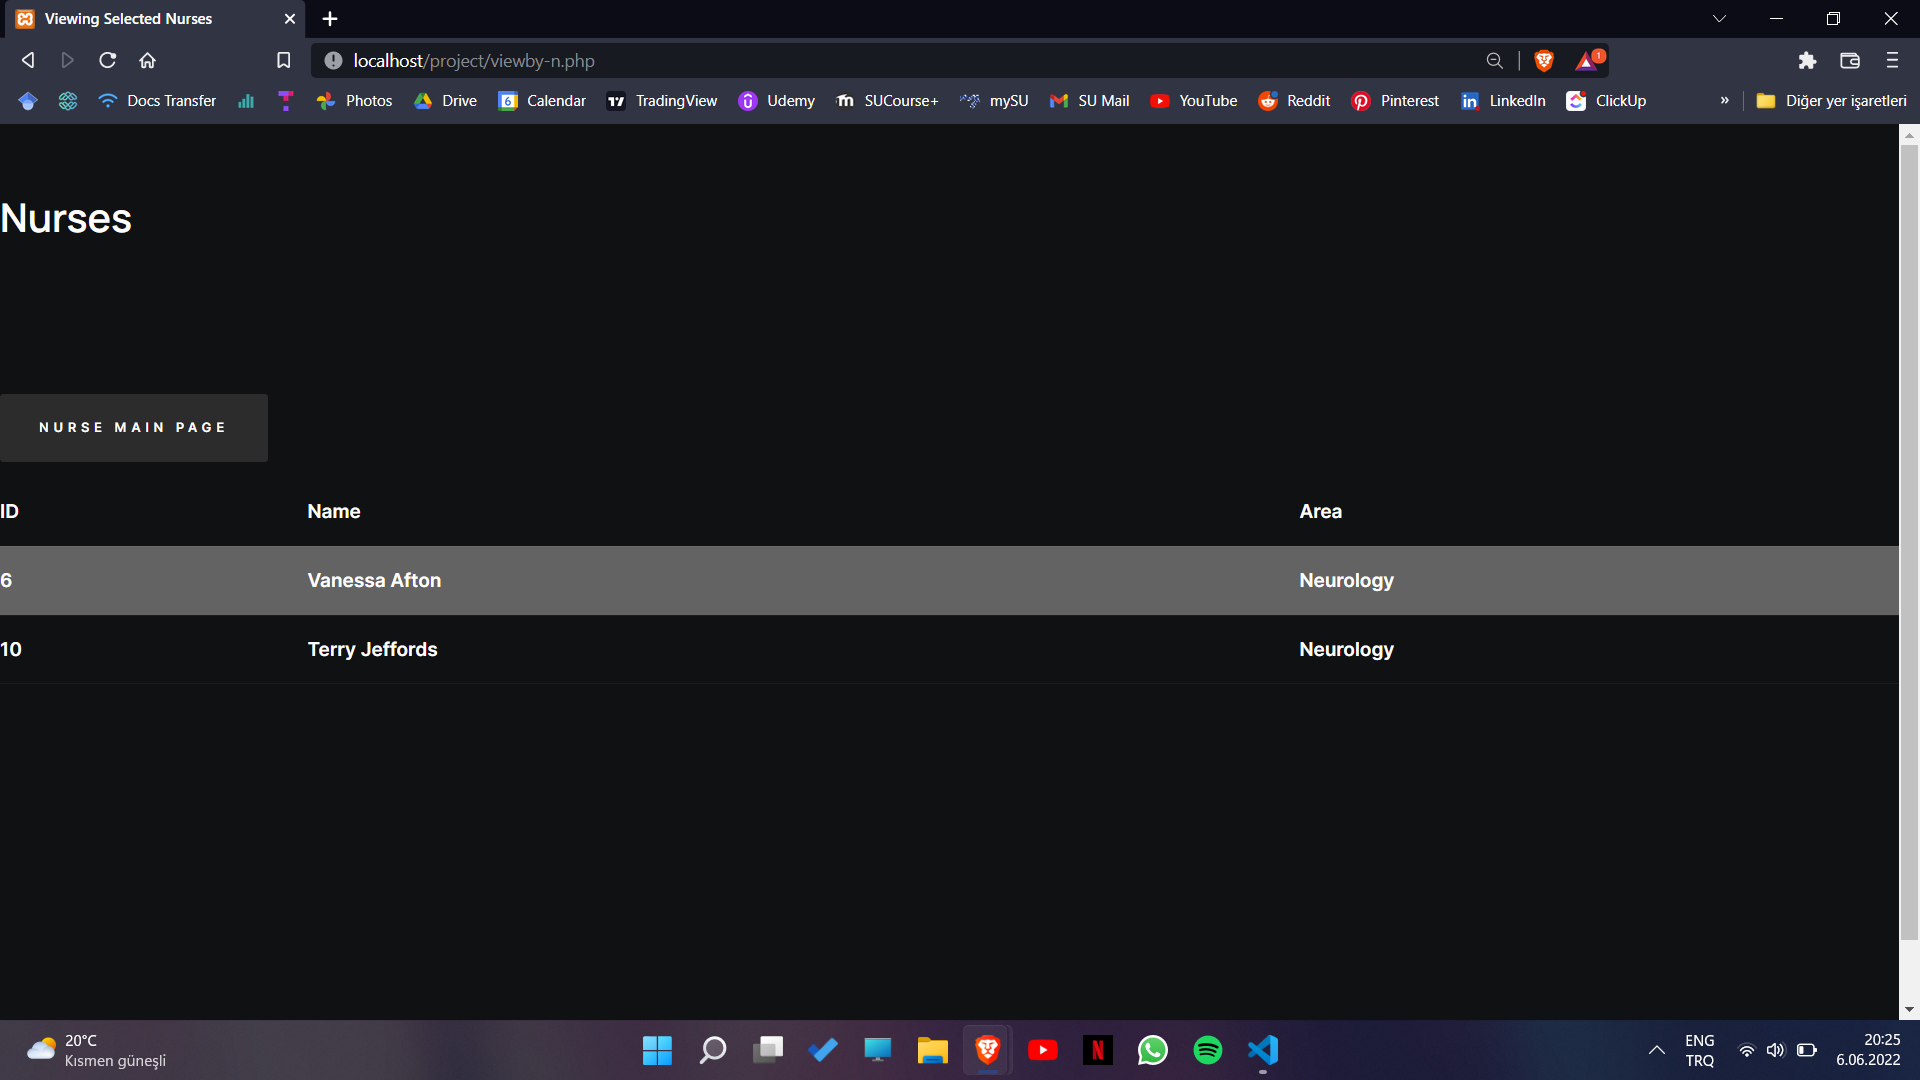 Viewing Selected Nurses
localhost/project/viewby-n.php
1
Docs Transfer
Photos
Drive
6
Calendar
TradingView
Udemy
SUCourse+
mySU
SU Mail
YouTube
Reddit
Pinterest
LinkedIn
ClickUp
»
Diğer yer işaretleri
Nurses
NURSE MAIN PAGE
ID Name Area
6 Vanessa Afton Neurology
10 Terry Jeffords Neurology
20°C
Kısmen güneşli
ENG
TRQ
20:25
6.06.2022